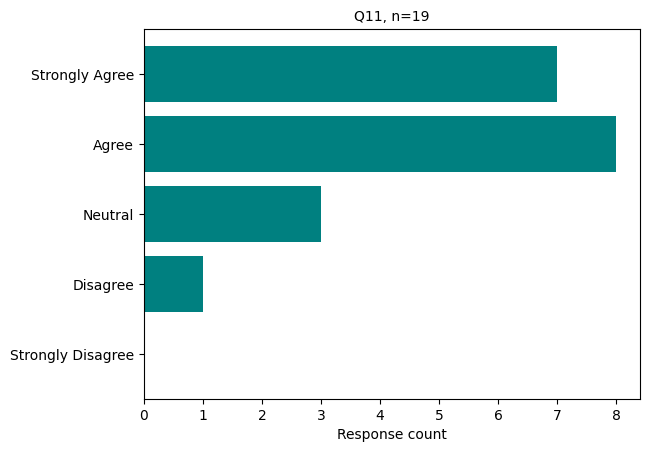 Q11, n=19
Strongly Agree
Agree
Neutral
Disagree
Strongly Disagree
0 1 2 3 4 5 6 7 8
Response count